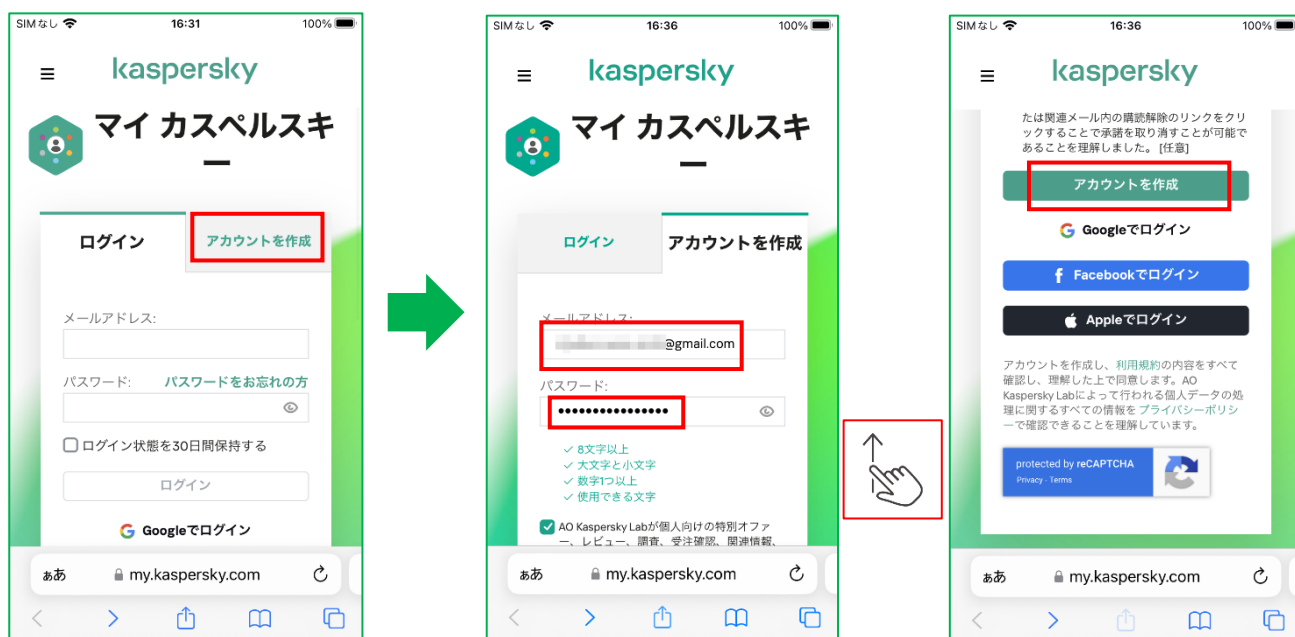 SIMなし 16:31 100%
kaspersky
マイ カスペルスキ
ー
ログイン アカウントを作成
メールアドレス:
パスワード: パスワードをお忘れの方
ログイン状態を30日間保持する
ログイン
Googleでログイン
ああ my.kaspersky.com
SIMなし 16:36 100%
kaspersky
マイ カスペルスキ
ー
ログイン アカウントを作成
メールアドレス:
@gmail.com
パスワード:
••••••••••••••••
8文字以上
大文字と小文字
数字1つ以上
使用できる文字
AO Kaspersky Labが個人向けの特別オファ
ー、レビュー、調査、受注確認、関連情報、
ああ my.kaspersky.com
SIMなし 16:36 100%
kaspersky
たは関連メール内の購読解除のリンクをクリ
ックすることで承諾を取り消すことが可能で
あることを理解しました。 [任意]
アカウントを作成
Googleでログイン
Facebookでログイン
Appleでログイン
アカウントを作成し、利用規約の内容をすべて
確認し、理解した上で同意します。AO
Kaspersky Labによって行われる個人データの処
理に関するすべての情報を プライバシーポリシ
ーで確認できることを理解しています。
protected by reCAPTCHA
Privacy - Terms
ああ my.kaspersky.com